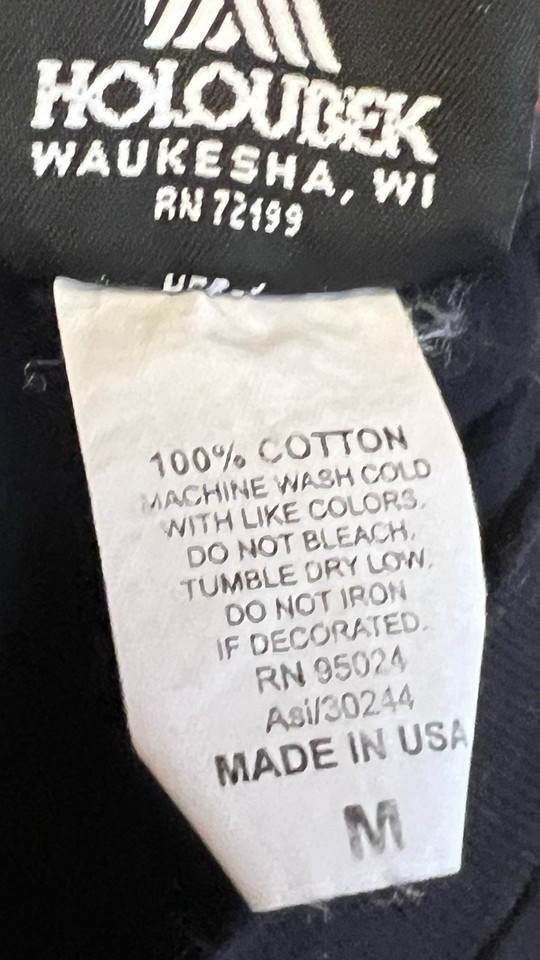 HOLOUBEK
WAUKESHA, WI
RN 72199
100% COTTON
MACHINE WASH COLD
WITH LIKE COLORS.
DO NOT BLEACH.
TUMBLE DRY LOW.
DO NOT IRON
IF DECORATED.
RN 95024
Asi/30244
MADE IN USA
M